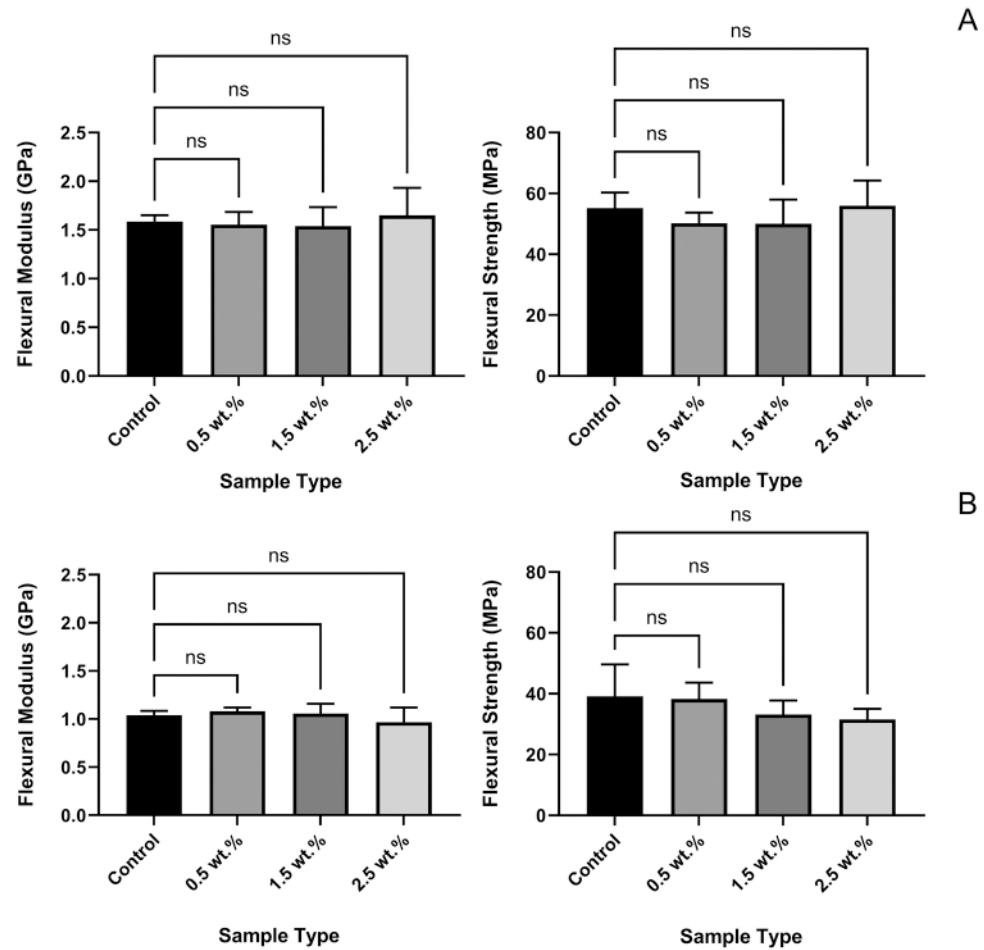 A
ns
ns
ns
Flexural Modulus (GPa)
2.5
2.0
1.5
1.0
0.5
0.0
Control
0.5 wt.%
1.5 wt.%
2.5 wt.%
Sample Type
ns
ns
ns
Flexural Strength (MPa)
80
60
40
20
0
Control
0.5 wt.%
1.5 wt.%
2.5 wt.%
Sample Type
B
ns
ns
ns
Flexural Modulus (GPa)
2.5
2.0
1.5
1.0
0.5
0.0
Control
0.5 wt.%
1.5 wt.%
2.5 wt.%
Sample Type
ns
ns
ns
Flexural Strength (MPa)
80
60
40
20
0
Control
0.5 wt.%
1.5 wt.%
2.5 wt.%
Sample Type